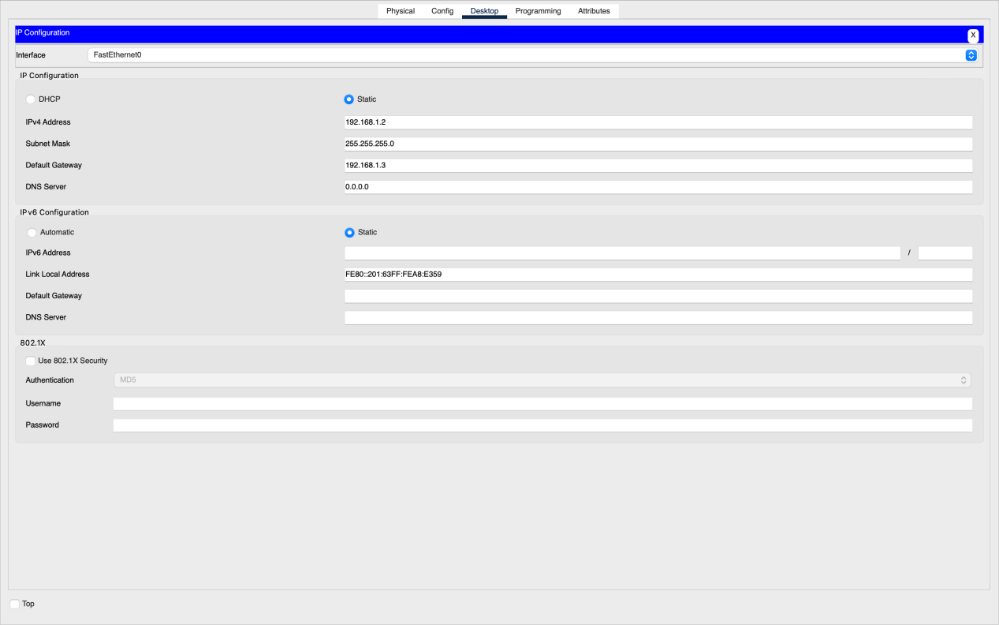 Physical Config Desktop Programming Attributes
IP Configuration
X
Interface FastEthernet0
IP Configuration
DHCP Static
IPv4 Address 192.168.1.2
Subnet Mask 255.255.255.0
Default Gateway 192.168.1.3
DNS Server 0.0.0.0
IPv6 Configuration
Automatic Static
IPv6 Address /
Link Local Address FE80::201:63FF:FEA8:E359
Default Gateway
DNS Server
802.1X
Use 802.1X Security
Authentication MD5
Username
Password
Top